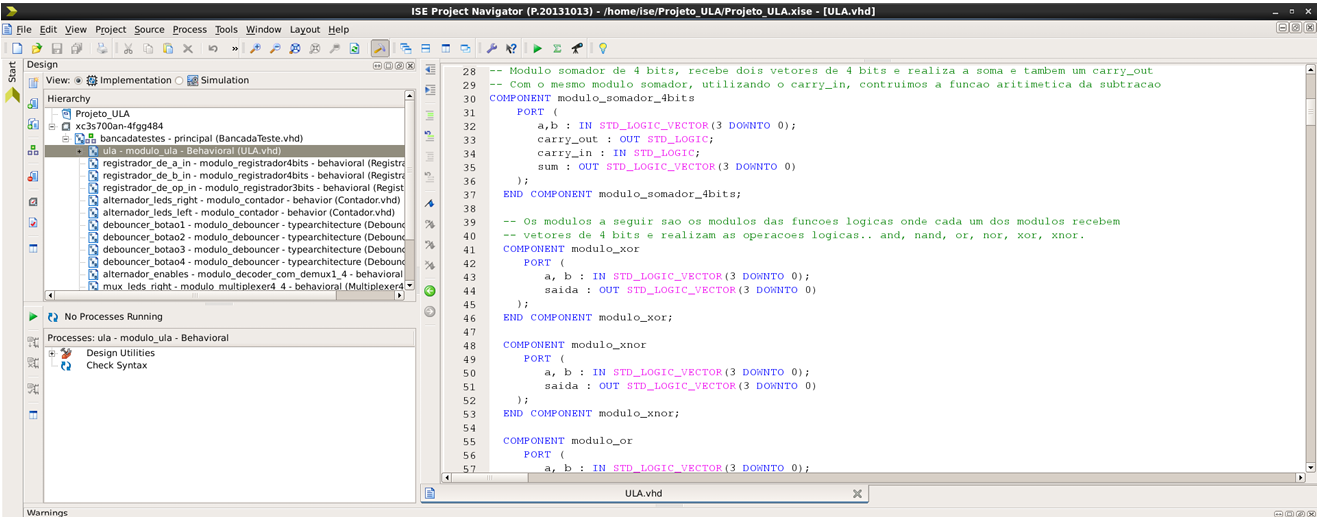 ISE Project Navigator (P.20131013) - /home/ise/Projeto_ULA/Projeto_ULA.xise - [ULA.vhd]
File Edit View Project Source Process Tools Window Layout Help
Start
Design
View: Implementation Simulation
Hierarchy
Projeto_ULA
xc3s700an-4fgg484
bancadatestes - principal (BancadaTeste.vhd)
ula - modulo_ula - Behavioral (ULA.vhd)
registrador_de_a_in - modulo_registrador4bits - behavioral (Registra
registrador_de_b_in - modulo_registrador4bits - behavioral (Registra
registrador_de_op_in - modulo_registrador3bits - behavioral (Regist
alternador_leds_right - modulo_contador - behavior (Contador.vhd)
alternador_leds_left - modulo_contador - behavior (Contador.vhd)
debouncer_botao1 - modulo_debouncer - typearchitecture (Debounc
debouncer_botao2 - modulo_debouncer - typearchitecture (Debounc
debouncer_botao3 - modulo_debouncer - typearchitecture (Debounc
debouncer_botao4 - modulo_debouncer - typearchitecture (Debounc
alternador_enables - modulo_decoder_com_demux1_4 - behavioral
mux_leds_right - modulo_multiplexer4_4 - behavioral (Multiplexer4
No Processes Running
Processes: ula - modulo_ula - Behavioral
Design Utilities
Check Syntax
28 -- Modulo somador de 4 bits, recebe dois vetores de 4 bits e realiza a soma e tambem um carry_out
29 -- Com o mesmo modulo somador, utilizando o carry_in, contruimos a funcao aritimetica da subtracao
30 COMPONENT modulo_somador_4bits
31 PORT (
32 a,b : IN STD_LOGIC_VECTOR(3 DOWNTO 0);
33 carry_out : OUT STD_LOGIC;
34 carry_in : IN STD_LOGIC;
35 sum : OUT STD_LOGIC_VECTOR(3 DOWNTO 0)
36 );
37 END COMPONENT modulo_somador_4bits;
38
39 -- Os modulos a seguir sao os modulos das funcoes logicas onde cada um dos modulos recebem
40 -- vetores de 4 bits e realizam as operacoes logicas.. and, nand, or, nor, xor, xnor.
41 COMPONENT modulo_xor
42 PORT (
43 a, b : IN STD_LOGIC_VECTOR(3 DOWNTO 0);
44 saida : OUT STD_LOGIC_VECTOR(3 DOWNTO 0)
45 );
46 END COMPONENT modulo_xor;
47
48 COMPONENT modulo_xnor
49 PORT (
50 a, b : IN STD_LOGIC_VECTOR(3 DOWNTO 0);
51 saida : OUT STD_LOGIC_VECTOR(3 DOWNTO 0)
52 );
53 END COMPONENT modulo_xnor;
54
55 COMPONENT modulo_or
56 PORT (
57 a, b : IN STD_LOGIC_VECTOR(3 DOWNTO 0);
ULA.vhd
Warnings